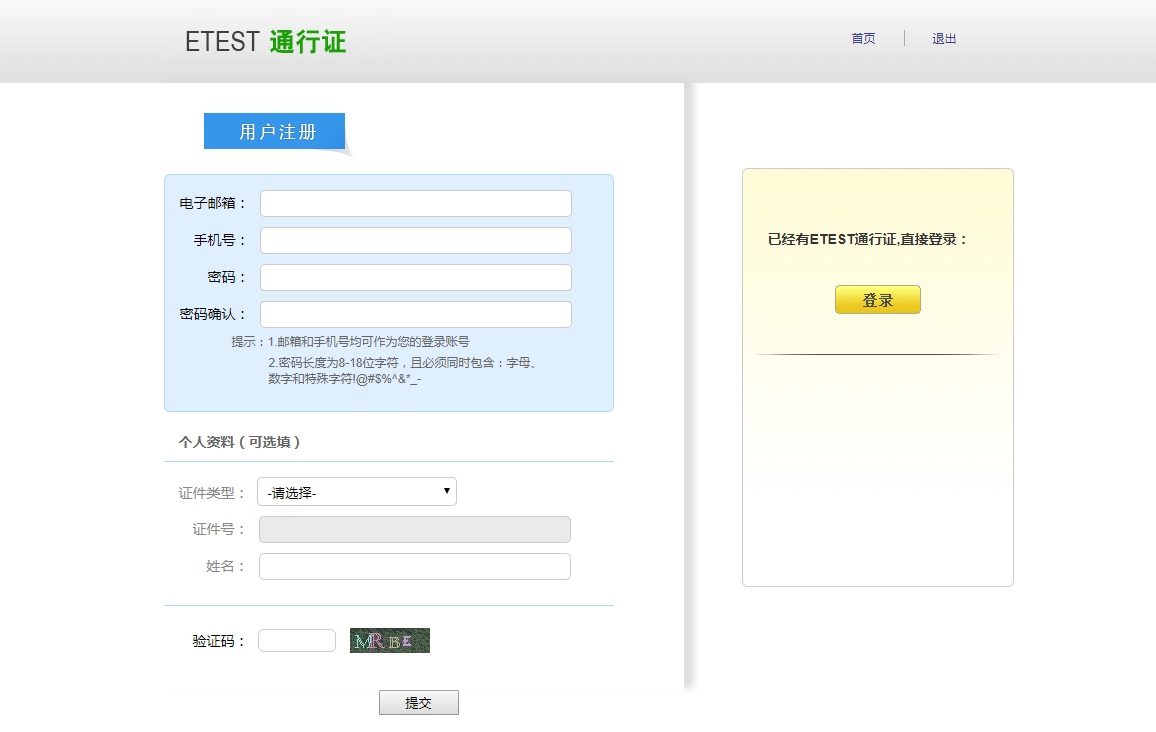 ETEST 通行证
首页
退出
用户注册
电子邮箱：
手机号：
密码：
密码确认：
提示：1.邮箱和手机号均可作为您的登录账号
2.密码长度为8-18位字符，且必须同时包含：字母、
数字和特殊字符!@#$%^&*_-
个人资料（可选填）
证件类型：
-请选择-
证件号：
姓名：
验证码：
MRBE
提交
已经有ETEST通行证,直接登录：
登录